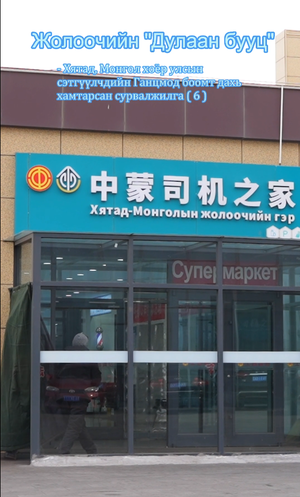 Жолоочийн "Дулаан бууц"
- Хятад, Монгол хоёр улсын
сэтгүүлчдийн Ганцмод боомт дахь
хамтарсан сурвалжилга ( 6 )
中蒙司机之家
Хятад-Монголын жолоочийн гэр
Супермаркет